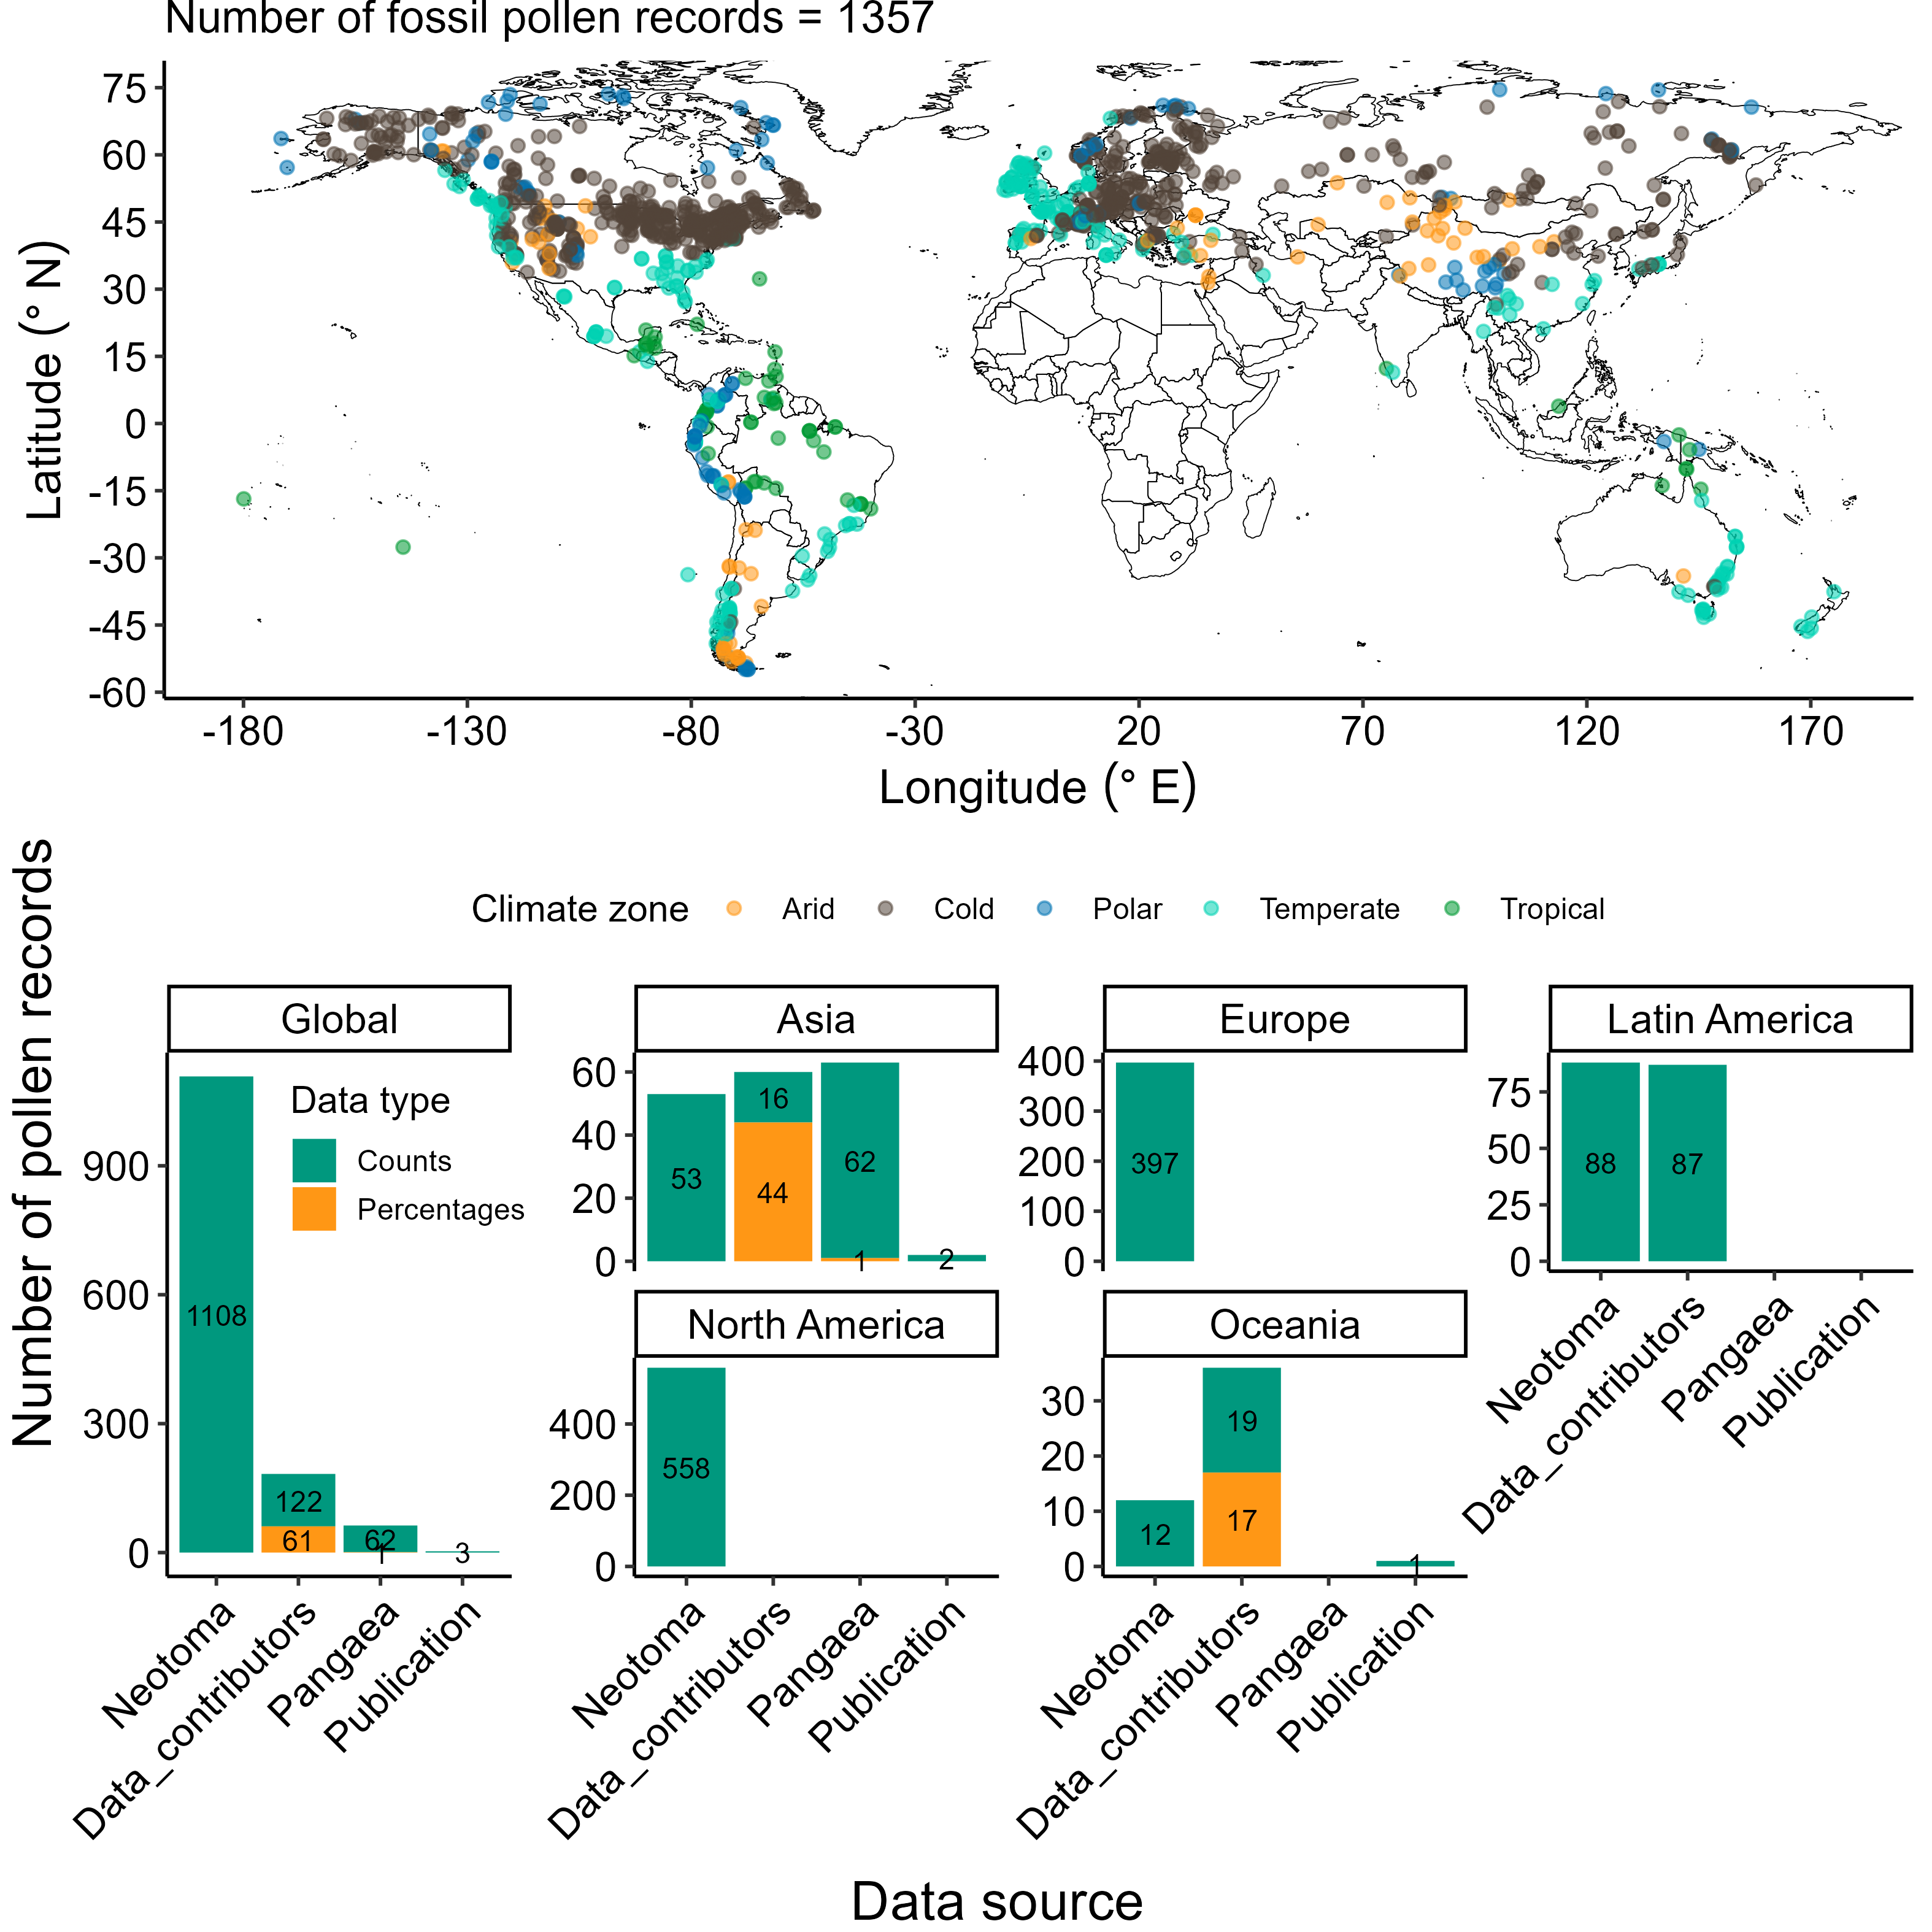 Number of fossil pollen records = 1357
Latitude (° N)
75
60
45
30
15
0
-15
-30
-45
-60
-180 -130 -80 -30 20 70 120 170
Longitude (° E)
Climate zone Arid Cold Polar Temperate Tropical
Number of pollen records
Global
900
600
300
0
1108
122
61
62
1
3
Data type
Counts
Percentages
Neotoma
Data_contributors
Pangaea
Publication
Asia
60
40
20
0
53
16
44
62
1
2
Europe
400
300
200
100
0
397
Latin America
75
50
25
0
88
87
Neotoma
Data_contributors
Pangaea
Publication
North America
400
200
0
558
Neotoma
Data_contributors
Pangaea
Publication
Oceania
30
20
10
0
12
19
17
1
Neotoma
Data_contributors
Pangaea
Publication
Data source